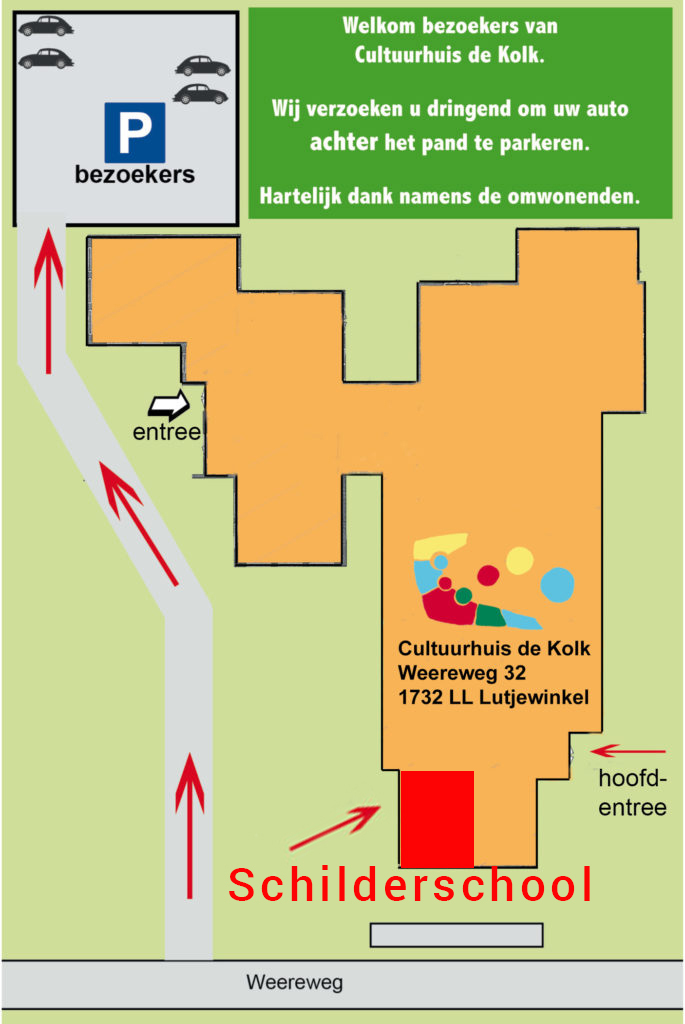 Welkom bezoekers van
Cultuurhuis de Kolk.
Wij verzoeken u dringend om uw auto
achter het pand te parkeren.
Hartelijk dank namens de omwonenden.
P
bezoekers
entree
Cultuurhuis de Kolk
Weereweg 32
1732 LL Lutjewinkel
hoofd-
entree
Schilderschool
Weereweg